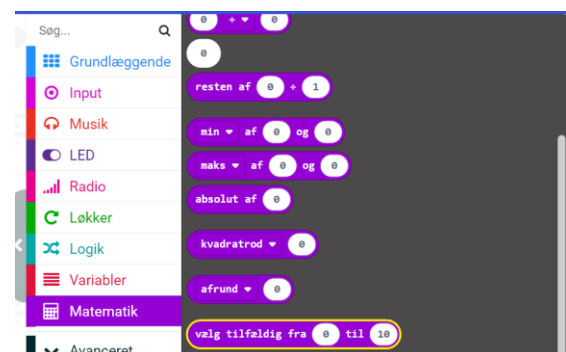 Søg...
Grundlæggende
Input
Musik
LED
Radio
Løkker
Logik
Variabler
Matematik
Avanceret
0 ÷ 0
0
resten af 0 ÷ 1
min af 0 og 0
maks af 0 og 0
absolut af 0
kvadratrod 0
afrund 0
vælg tilfældig fra 0 til 10